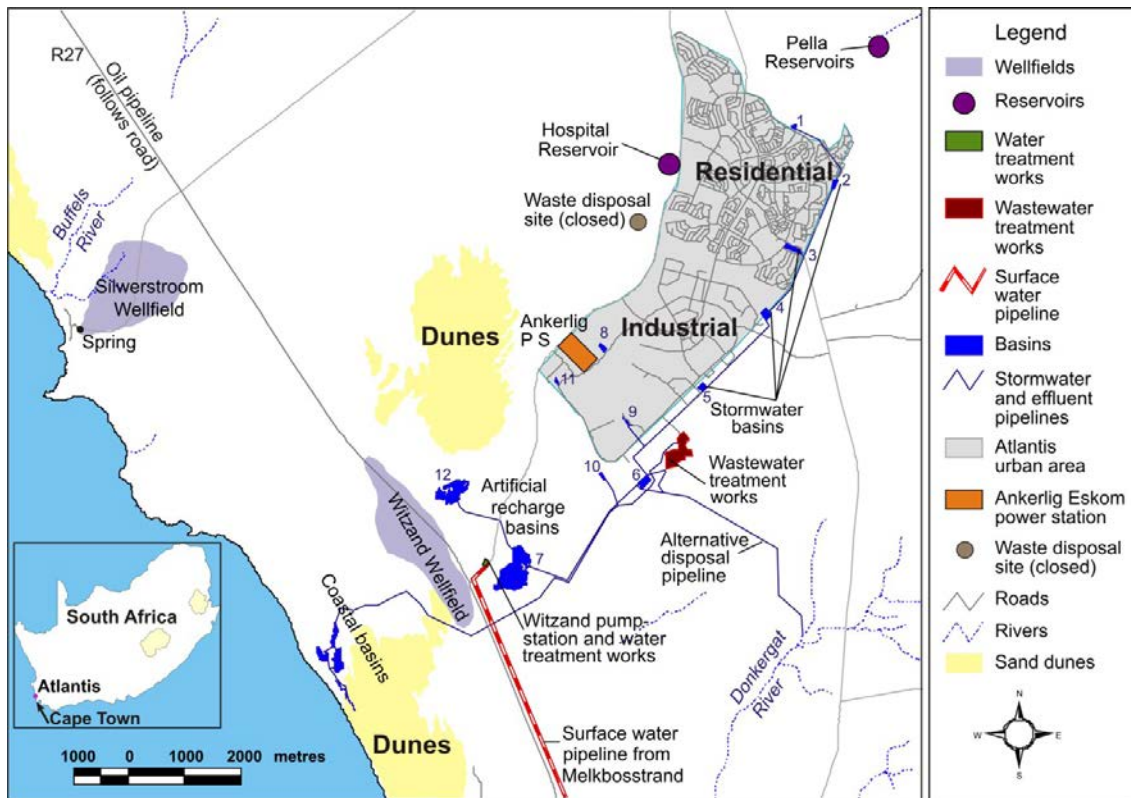 R27
Oil pipeline
(follows road)
Pella
Reservoirs
Hospital
Reservoir
Residential
Waste disposal
site (closed)
Buffels
River
Silwerstroom
Wellfield
Spring
Dunes
Ankerlig
P S
Industrial
1
2
3
4
5
6
7
8
9
10
11
12
Stormwater
basins
Wastewater
treatment
works
Artificial
recharge
basins
Witzand Wellfield
Alternative
disposal
pipeline
Witzand pump-
station and water
treatment works
Coastal basins
Donkergat
River
Dunes
Surface water
pipeline from
Melkbosstrand
South Africa
Atlantis
Cape Town
1000 0 1000 2000 metres
Legend
Wellfields
Reservoirs
Water
treatment
works
Wastewater
treatment
works
Surface
water
pipeline
Basins
Stormwater
and effluent
pipelines
Atlantis
urban area
Ankerlig Eskom
power station
Waste disposal
site (closed)
Roads
Rivers
Sand dunes
N
W E
S